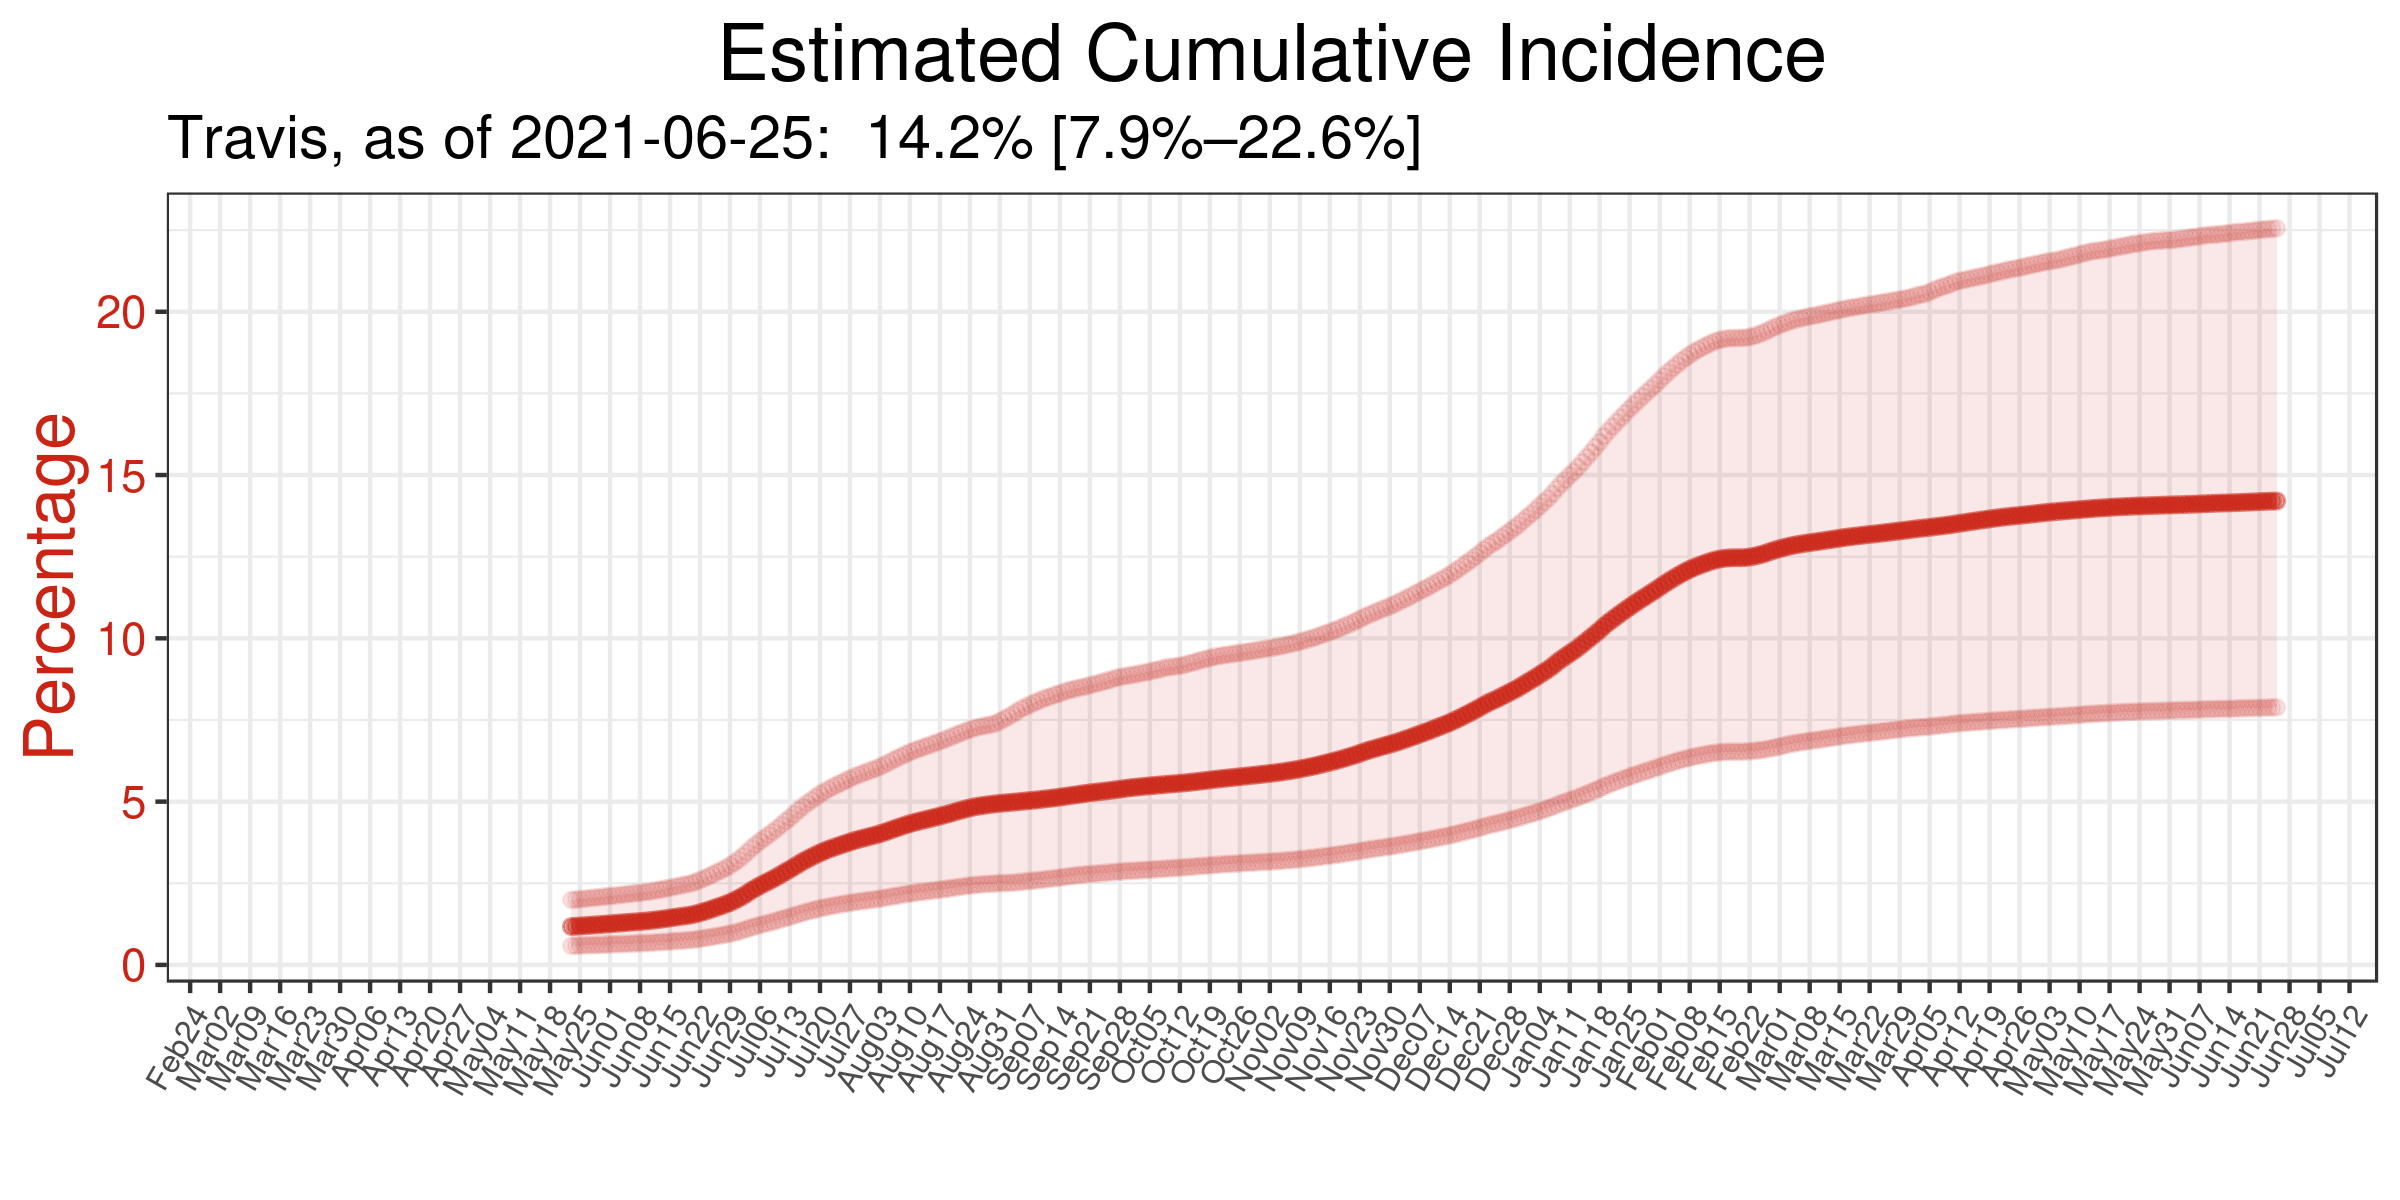 Estimated Cumulative Incidence
Travis, as of 2021-06-25:  14.2% [7.9%–22.6%]
Percentage
20
15
10
5
0
Feb24
Mar02
Mar09
Mar16
Mar23
Mar30
Apr06
Apr13
Apr20
Apr27
May04
May11
May18
May25
Jun01
Jun08
Jun15
Jun22
Jun29
Jul06
Jul13
Jul20
Jul27
Aug03
Aug10
Aug17
Aug24
Aug31
Sep07
Sep14
Sep21
Sep28
Oct05
Oct12
Oct19
Oct26
Nov02
Nov09
Nov16
Nov23
Nov30
Dec07
Dec14
Dec21
Dec28
Jan04
Jan11
Jan18
Jan25
Feb01
Feb08
Feb15
Feb22
Mar01
Mar08
Mar15
Mar22
Mar29
Apr05
Apr12
Apr19
Apr26
May03
May10
May17
May24
May31
Jun07
Jun14
Jun21
Jun28
Jul05
Jul12